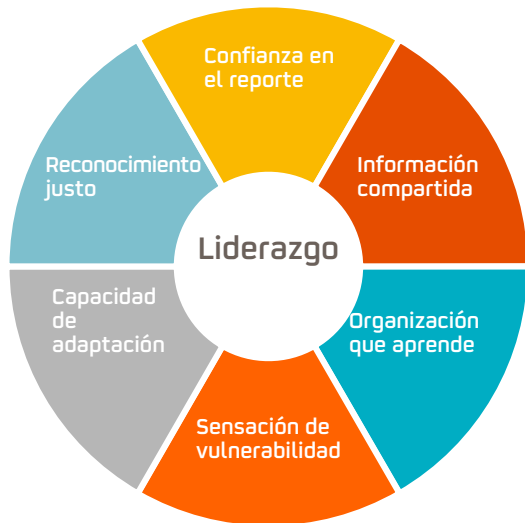 Confianza en
el reporte
Información
compartida
Organización
que aprende
Sensación de
vulnerabilidad
Capacidad
de
adaptación
Reconocimiento
justo
Liderazgo